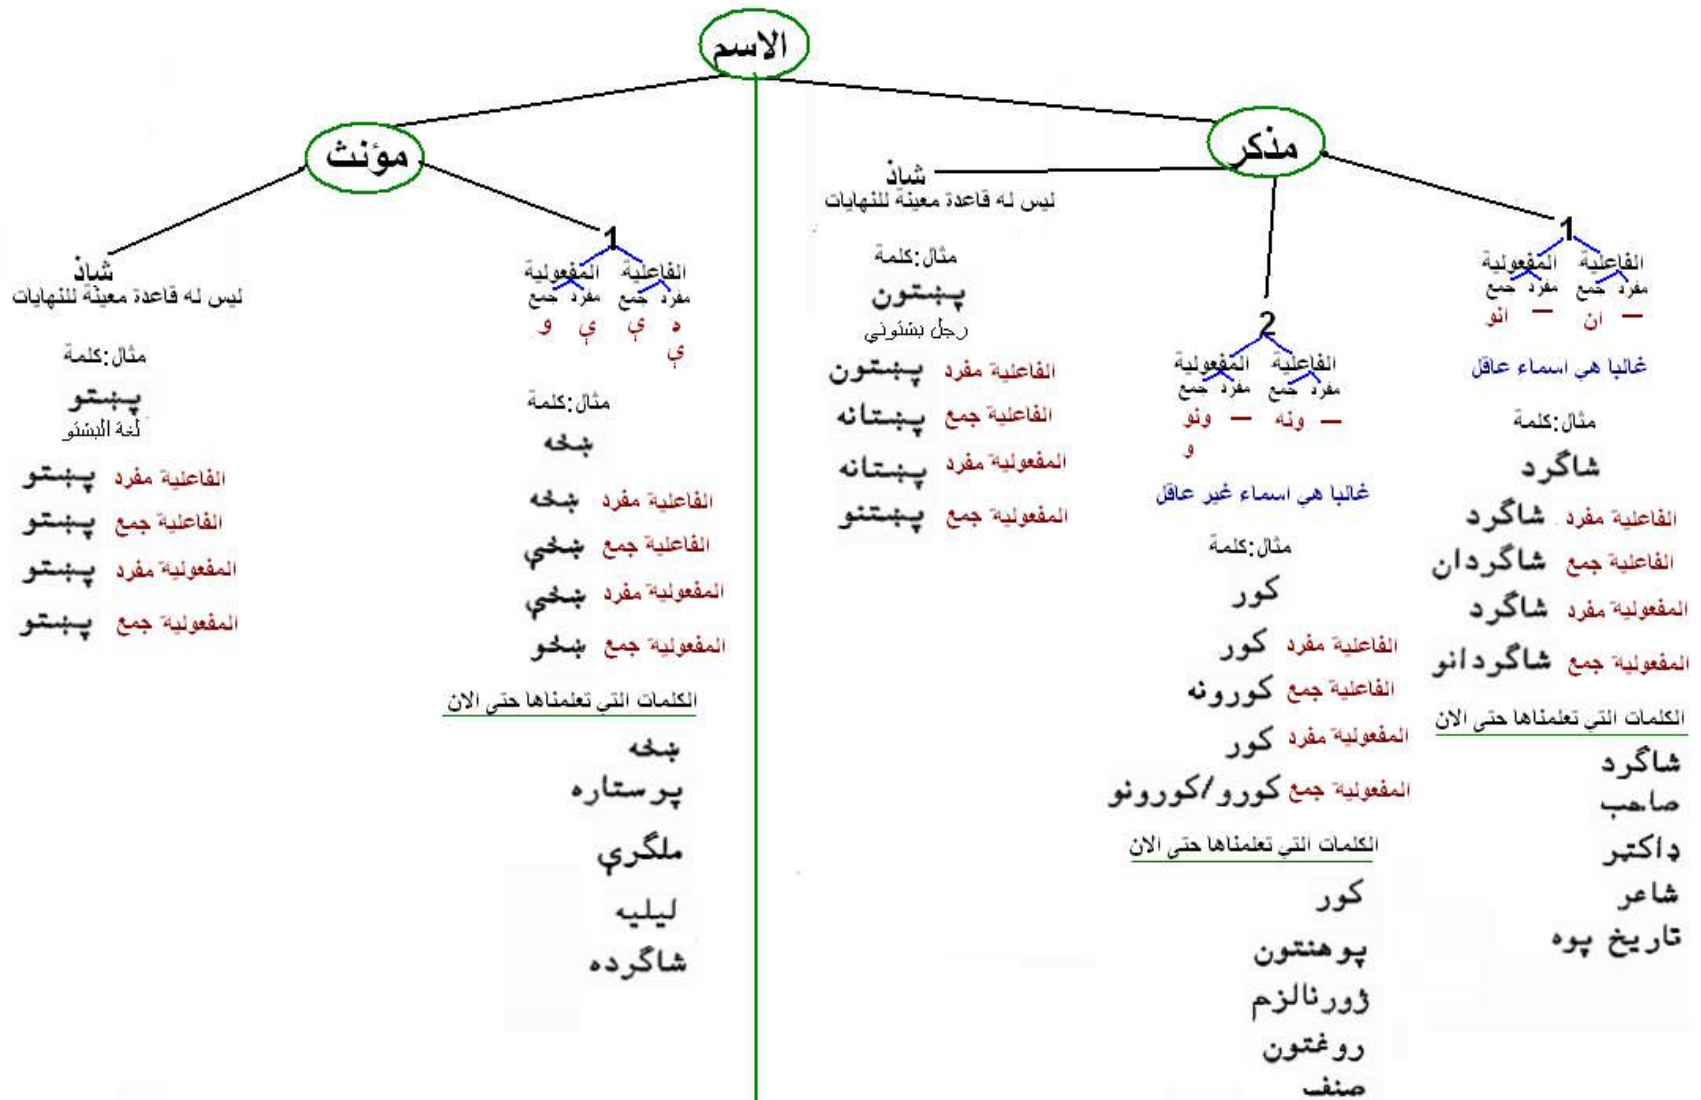 الاسم
مذكر
1
الفاعلية المفعولية
مفرد جمع مفرد جمع
— ان — انو
غالبا هي اسماء عاقل
مثال:كلمة
شاګرد
الفاعلية مفرد شاګرد
الفاعلية جمع شاګردان
المفعولية مفرد شاګرد
المفعولية جمع شاګردانو
الكلمات التي تعلمناها حتى الان
شاګرد
صاحب
ډاکټر
شاعر
تاریخ پوه
2
الفاعلية المفعولية
مفرد جمع مفرد جمع
— ونه — ونو
و
غالبا هي اسماء غير عاقل
مثال:كلمة
کور
الفاعلية مفرد کور
الفاعلية جمع کورونه
المفعولية مفرد کور
المفعولية جمع کورو/کورونو
الكلمات التي تعلمناها حتى الان
کور
پوهنتون
ژورنالزم
روغتون
صنف
شاذ
ليس له قاعدة معينة للنهايات
مثال:كلمة
پښتون
رجل بشتوني
الفاعلية مفرد پښتون
الفاعلية جمع پښتانه
المفعولية مفرد پښتانه
المفعولية جمع پښتنو
مؤنث
1
الفاعلية المفعولية
مفرد جمع مفرد جمع
ه ې ې و
ې
مثال:كلمة
ښځه
الفاعلية مفرد ښځه
الفاعلية جمع ښځې
المفعولية مفرد ښځې
المفعولية جمع ښځو
الكلمات التي تعلمناها حتى الان
ښځه
پرستاره
ملګرې
لیلیه
شاګرده
شاذ
ليس له قاعدة معينة للنهايات
مثال:كلمة
پښتو
لغة البشتو
الفاعلية مفرد پښتو
الفاعلية جمع پښتو
المفعولية مفرد پښتو
المفعولية جمع پښتو